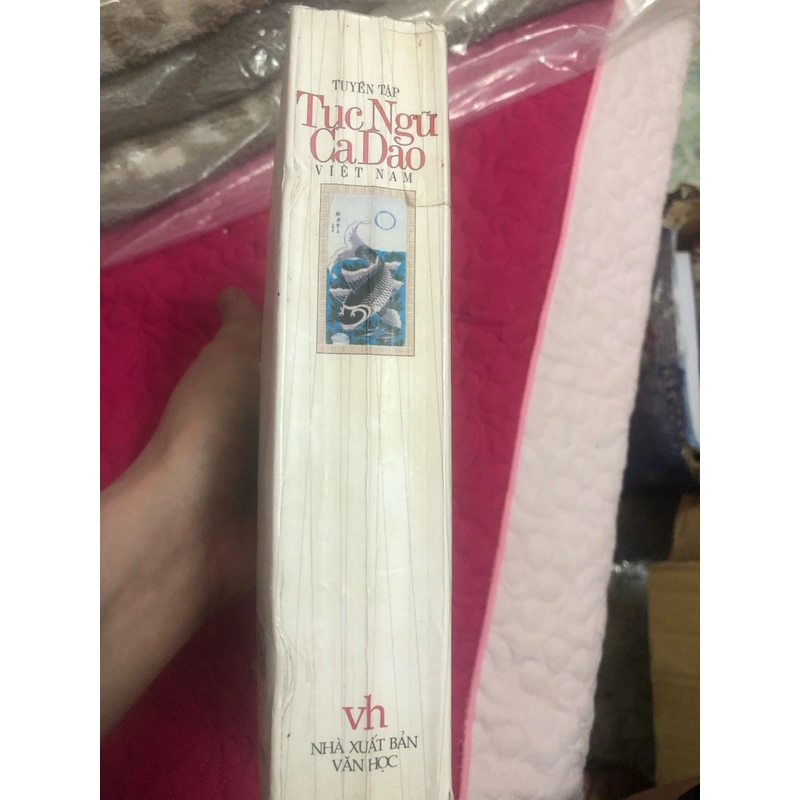 TUYỂN TẬP
Tục Ngữ
Ca Dao
VIỆT NAM
vh
NHÀ XUẤT BẢN
VĂN HỌC